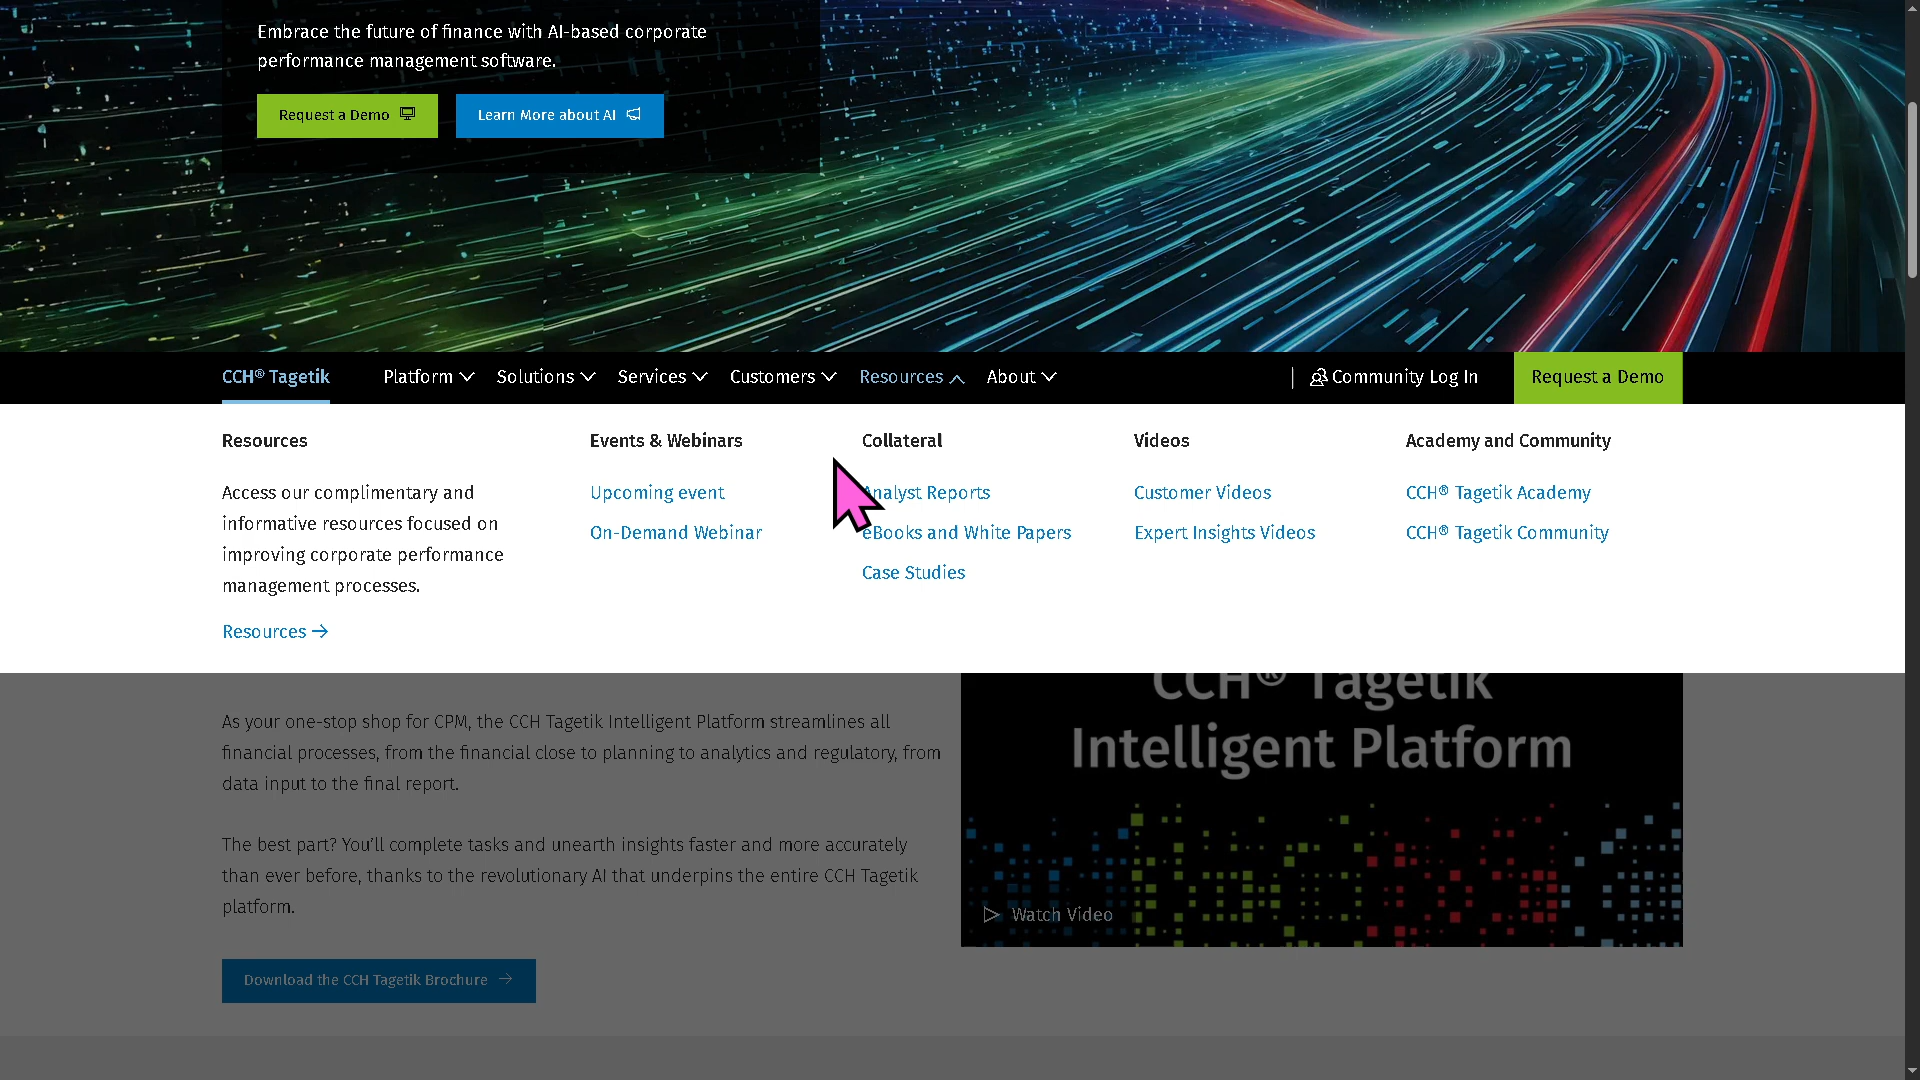 Embrace the future of finance with AI-based corporate
performance management software.
Request a Demo
Learn More about AI
CCH® Tagetik
Platform
Solutions
Services
Customers
Resources
About
Community Log In
Request a Demo
Resources
Access our complimentary and
informative resources focused on
improving corporate performance
management processes.
Resources
Events & Webinars
Upcoming event
On-Demand Webinar
Collateral
Analyst Reports
eBooks and White Papers
Case Studies
Videos
Customer Videos
Expert Insights Videos
Academy and Community
CCH® Tagetik Academy
CCH® Tagetik Community
As your one-stop shop for CPM, the CCH Tagetik Intelligent Platform streamlines all
financial processes, from the financial close to planning to analytics and regulatory, from
data input to the final report.
The best part? You’ll complete tasks and unearth insights faster and more accurately
than ever before, thanks to the revolutionary AI that underpins the entire CCH Tagetik
platform.
Download the CCH Tagetik Brochure
CCH® Tagetik
Intelligent Platform
Watch Video